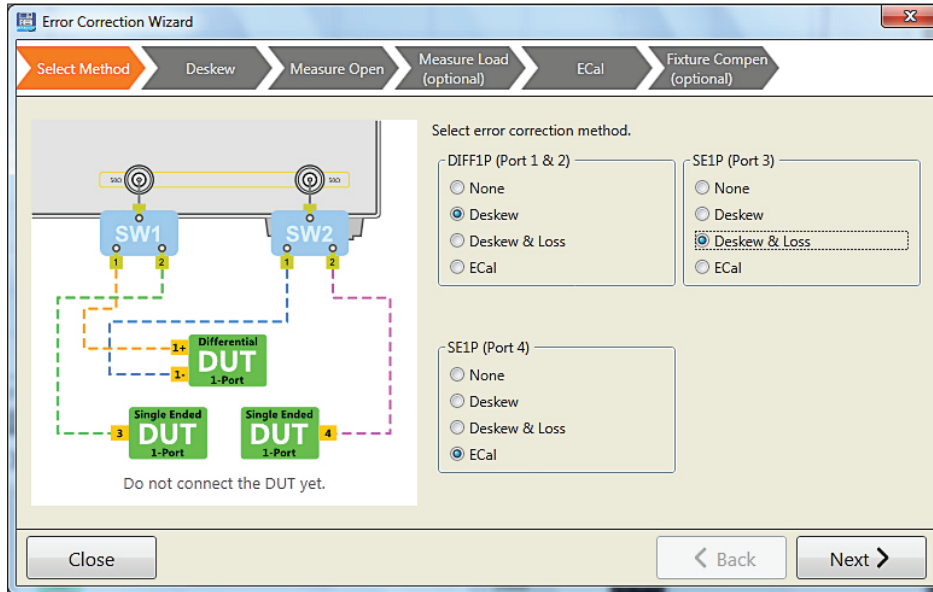 Error Correction Wizard
Select Method
Deskew
Measure Open
Measure Load
(optional)
ECal
Fixture Compen
(optional)
50Ω
50Ω
SW1
1
2
SW2
1
2
1+
1-
Differential
DUT
1-Port
3
Single Ended
DUT
1-Port
Single Ended
DUT
1-Port
4
Do not connect the DUT yet.
Select error correction method.
DIFF1P (Port 1 & 2)
None
Deskew
Deskew & Loss
ECal
SE1P (Port 3)
None
Deskew
Deskew & Loss
ECal
SE1P (Port 4)
None
Deskew
Deskew & Loss
ECal
Close
Back
Next